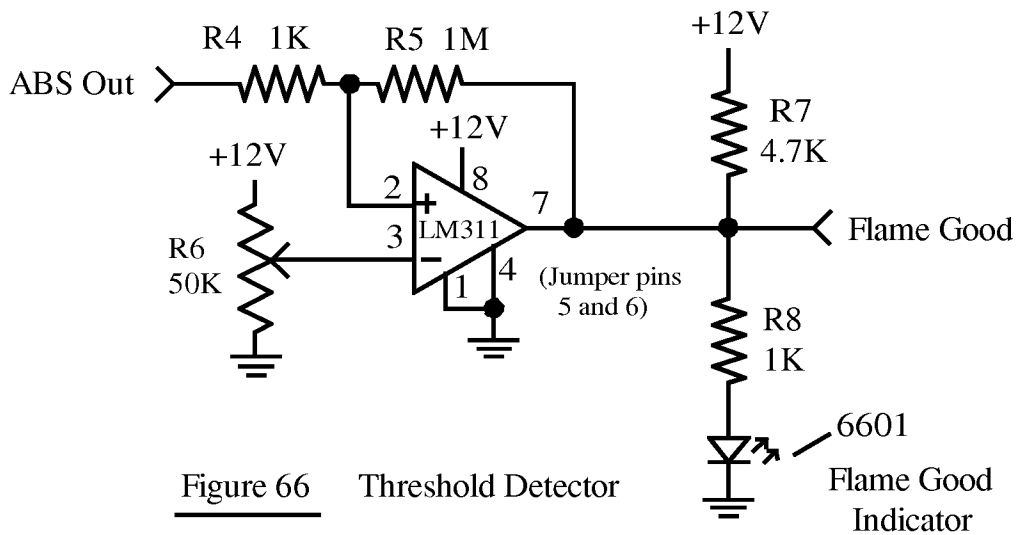 +12V
R4 1K
R5 1M
R7
4.7K
ABS Out
+12V
+12V
8
2
+
7
LM311
3
−
Flame Good
R6
50K
1
4
(Jumper pins
5 and 6)
R8
1K
6601
Figure 66 Threshold Detector
Flame Good
Indicator